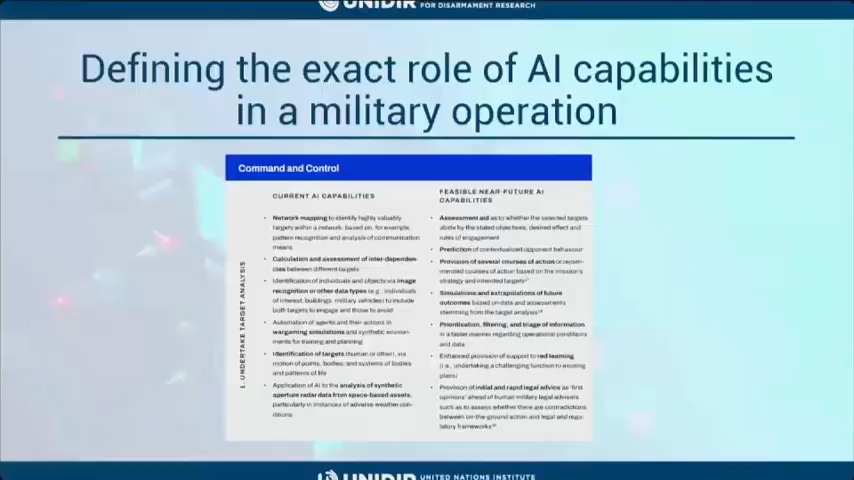 UNIDIR FOR DISARMAMENT RESEARCH
Defining the exact role of AI capabilities
in a military operation
Command and Control
1. UNDERTAKE TARGET ANALYSIS
CURRENT AI CAPABILITIES
• Network mapping to identify highly valuably
targets within a network, based on, for example,
pattern recognition and analysis of communication
means
• Calculation and assessment of inter-dependen-
cies between different targets
• Identification of individuals and objects via image
recognition or other data types (e.g., individuals
of interest, buildings, military vehicles) to include
both targets to engage and those to avoid
• Automation of agents and their actions in
wargaming simulations and synthetic environ-
ments for training and planning
• Identification of targets (human or other), via
motion of points, bodies, and systems of bodies
and patterns of life
• Application of AI to the analysis of synthetic
aperture radar data from space-based assets,
particularly in instances of adverse weather con-
ditions
FEASIBLE NEAR-FUTURE AI
CAPABILITIES
• Assessment aid as to whether the selected targets
abide by the stated objectives, desired effect and
rules of engagement
• Prediction of contextualized opponent behaviour
• Provision of several courses of action or recom-
mended courses of action based on the mission's
strategy and intended targets
• Simulations and extrapolations of future
outcomes based on data and assessments
stemming from the target analysis
• Prioritisation, filtering, and triage of information
in a faster manner regarding operational conditions
and data
• Enhanced provision of support to red-teaming
(i.e., undertaking a challenging function to existing
plans)
• Provision of initial and rapid legal advice as 'first
opinions' ahead of human military legal advisers
such as to assess whether there are contradictions
between on-the-ground action and legal and regu-
latory frameworks
UNIDIR UNITED NATIONS INSTITUTE